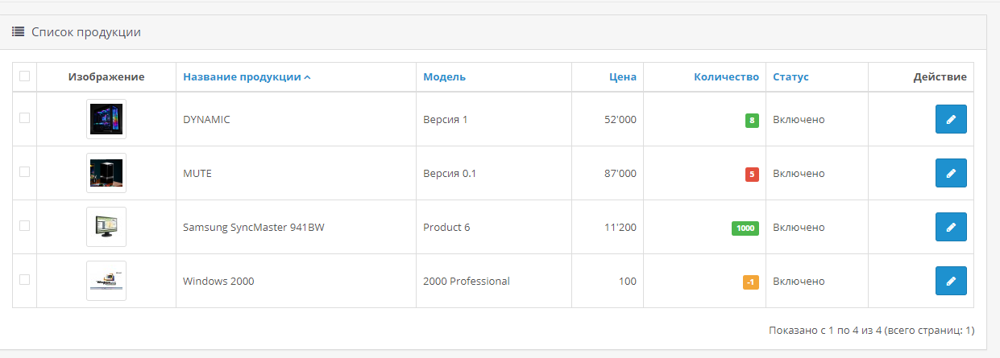 Список продукции
Изображение Название продукции Модель Цена Количество Статус Действие
DYNAMIC Версия 1 52'000 8 Включено
MUTE Версия 0.1 87'000 5 Включено
Samsung SyncMaster 941BW Product 6 11'200 1000 Включено
Windows 2000 2000 Professional 100 -1 Включено
Показано с 1 по 4 из 4 (всего страниц: 1)